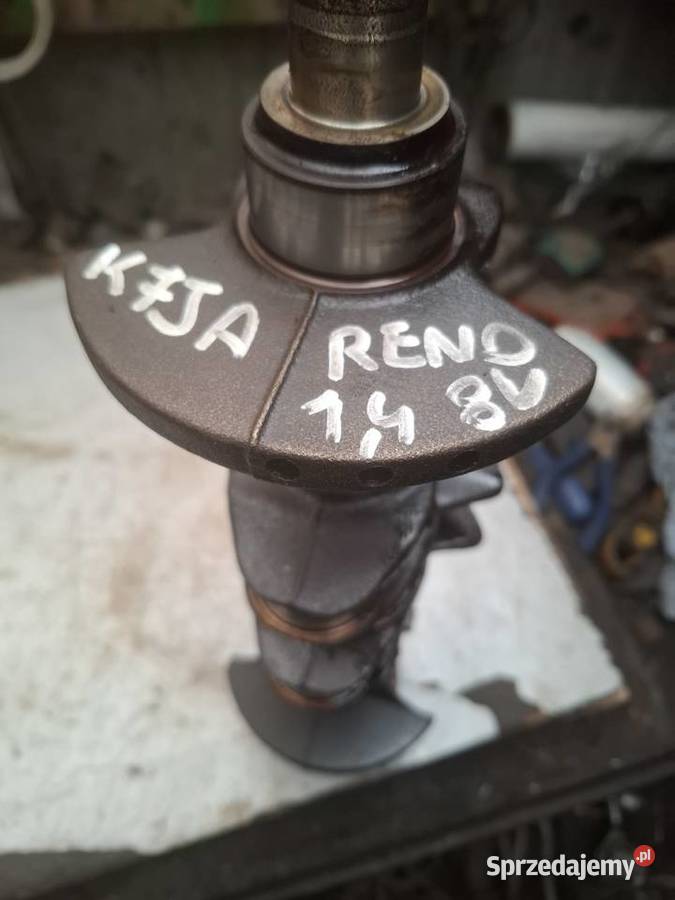 K7JA
RENO
1,4 8V
Sprzedajemy.pl